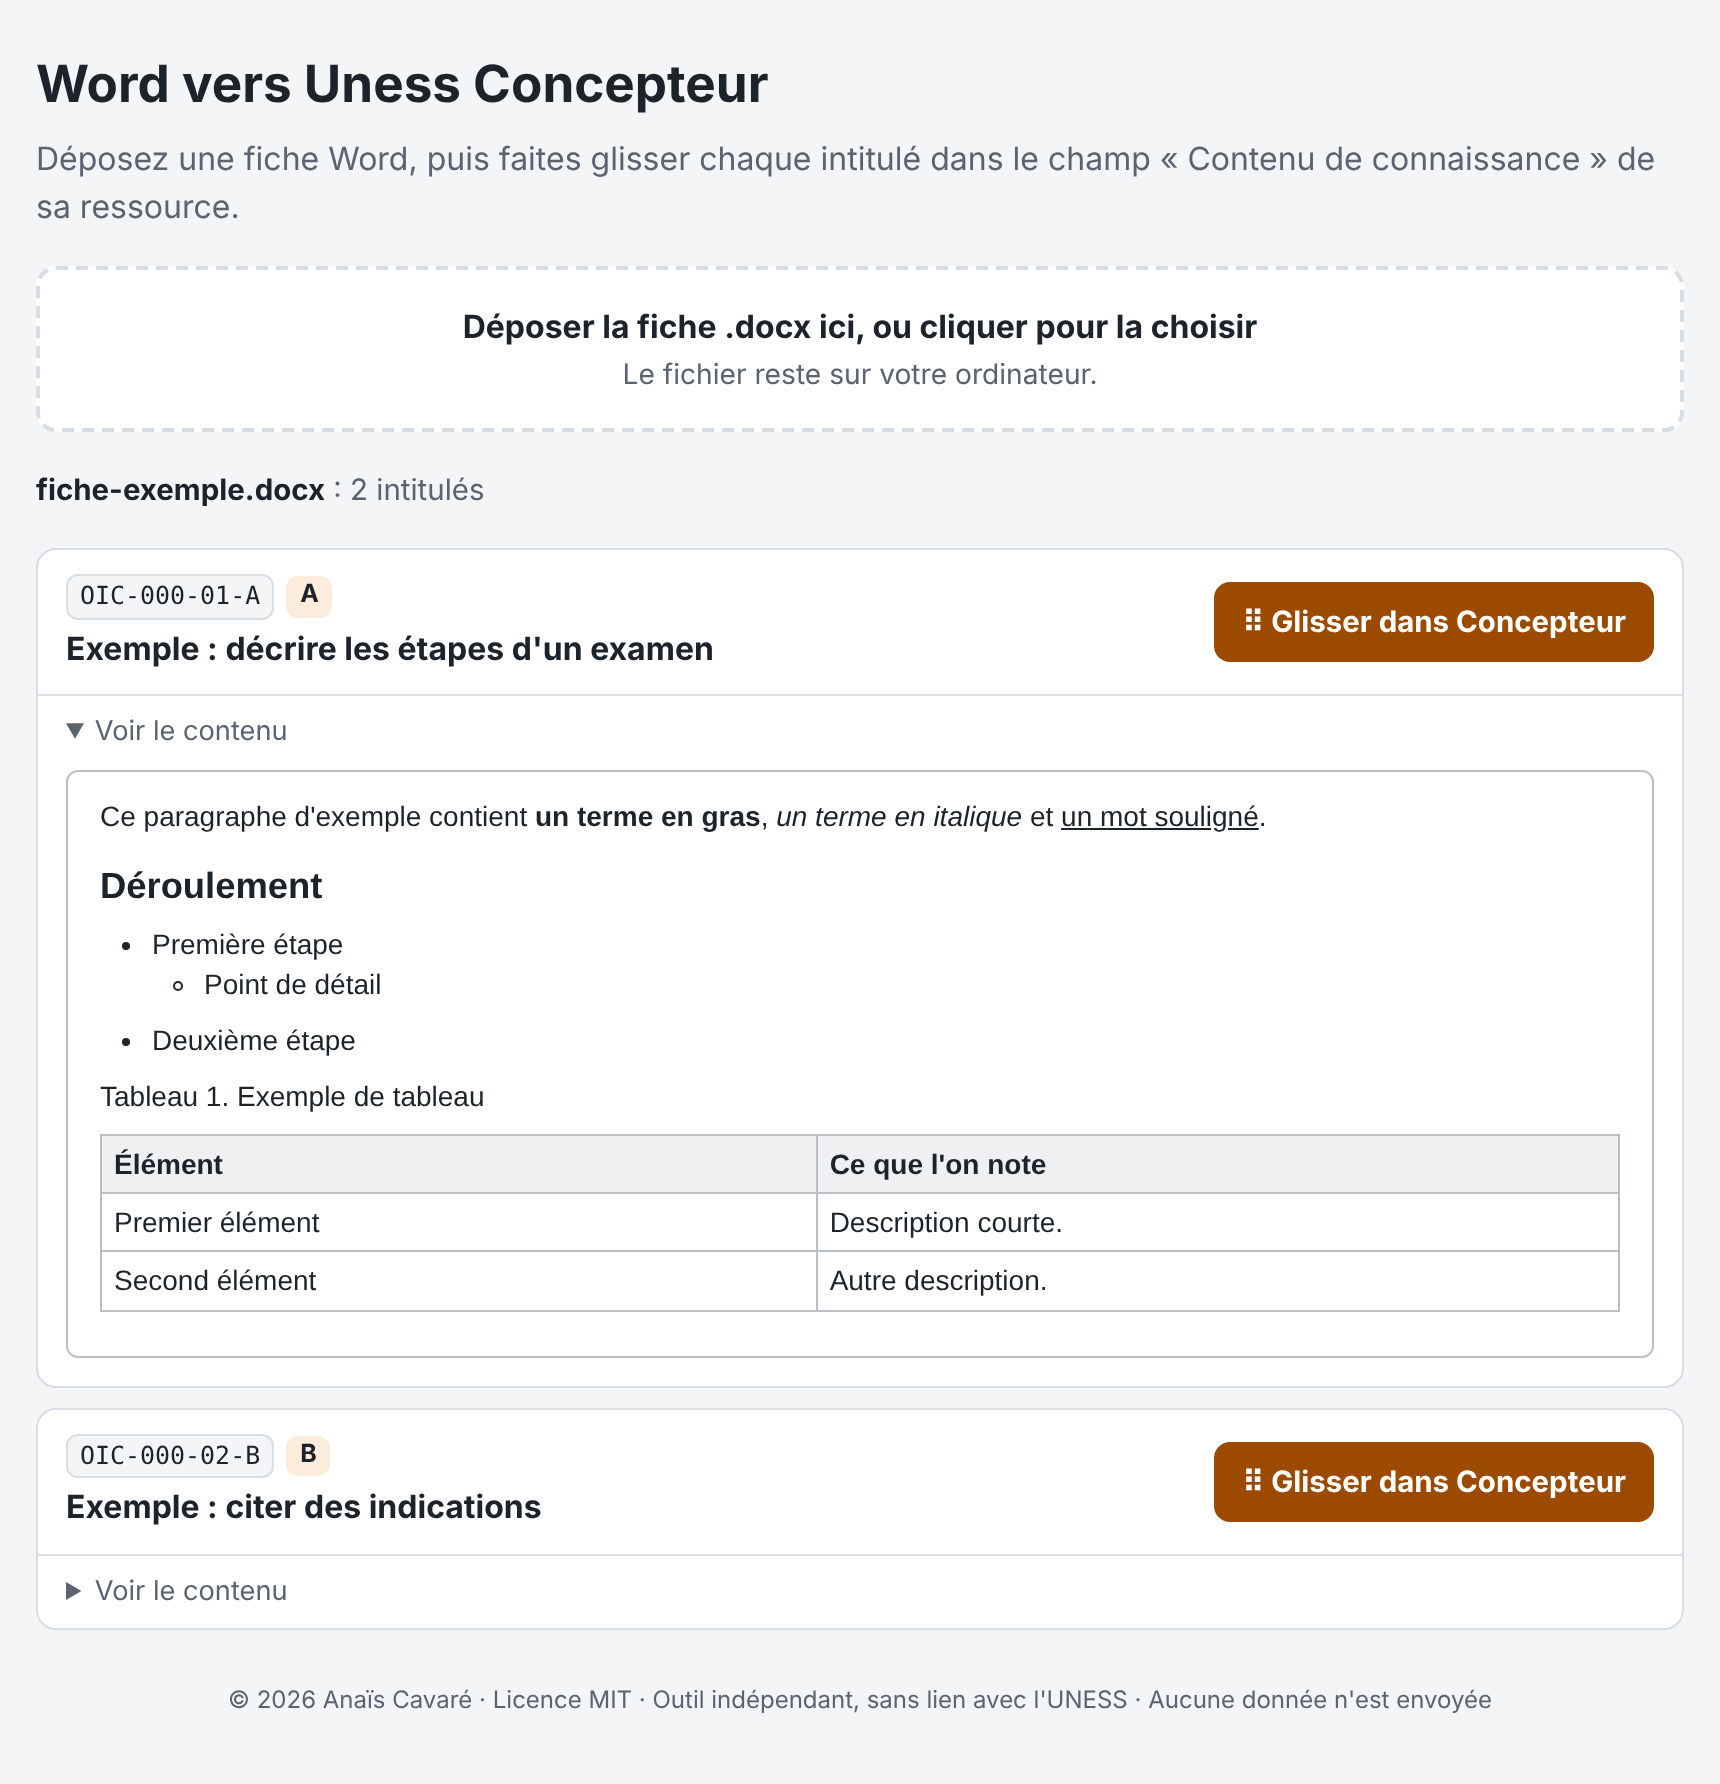 Word vers Uness Concepteur
Déposez une fiche Word, puis faites glisser chaque intitulé dans le champ « Contenu de connaissance » de
sa ressource.
Déposer la fiche .docx ici, ou cliquer pour la choisir
Le fichier reste sur votre ordinateur.
fiche-exemple.docx : 2 intitulés
OIC-000-01-A A
Exemple : décrire les étapes d'un examen
⠿ Glisser dans Concepteur
▼ Voir le contenu
Ce paragraphe d'exemple contient un terme en gras, un terme en italique et un mot souligné.
Déroulement
• Première étape
◦ Point de détail
• Deuxième étape
Tableau 1. Exemple de tableau
Élément Ce que l'on note
Premier élément Description courte.
Second élément Autre description.
OIC-000-02-B B
Exemple : citer des indications
⠿ Glisser dans Concepteur
▶ Voir le contenu
© 2026 Anaïs Cavaré · Licence MIT · Outil indépendant, sans lien avec l'UNESS · Aucune donnée n'est envoyée